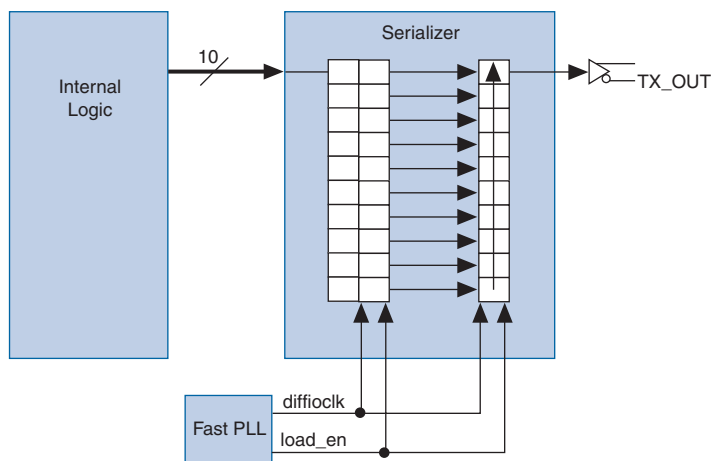 Serializer
10
Internal
Logic
TX_OUT
diffioclk
Fast PLL
load_en